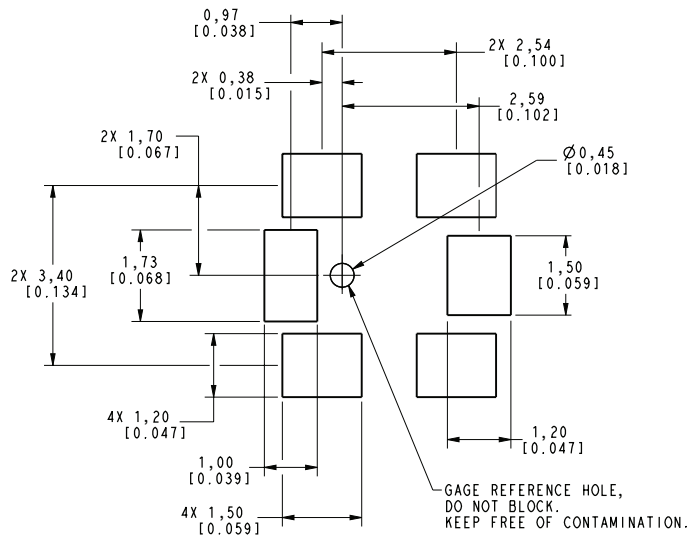 0,97
[0.038]
2X 2,54
[0.100]
2X 0,38
[0.015]
2,59
[0.102]
2X 1,70
[0.067]
Ø0,45
[0.018]
1,73
[0.068]
2X 3,40
[0.134]
1,50
[0.059]
4X 1,20
[0.047]
1,20
[0.047]
1,00
[0.039]
4X 1,50
[0.059]
GAGE REFERENCE HOLE,
DO NOT BLOCK.
KEEP FREE OF CONTAMINATION.